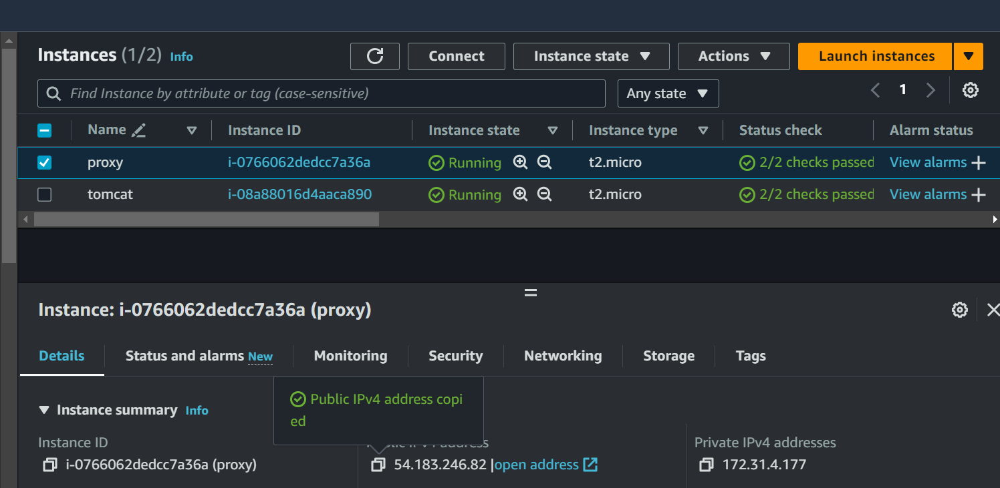 Instances (1/2) Info
Connect
Instance state
Actions
Launch instances
Find Instance by attribute or tag (case-sensitive)
Any state
1
Name Instance ID Instance state Instance type Status check Alarm status
proxy i-0766062dedcc7a36a Running t2.micro 2/2 checks passed View alarms
tomcat i-08a88016d4aaca890 Running t2.micro 2/2 checks passed View alarms
Instance: i-0766062dedcc7a36a (proxy)
Details Status and alarms New Monitoring Security Networking Storage Tags
Public IPv4 address copi
ed
Instance summary Info
Instance ID
i-0766062dedcc7a36a (proxy)
54.183.246.82 |open address
Private IPv4 addresses
172.31.4.177